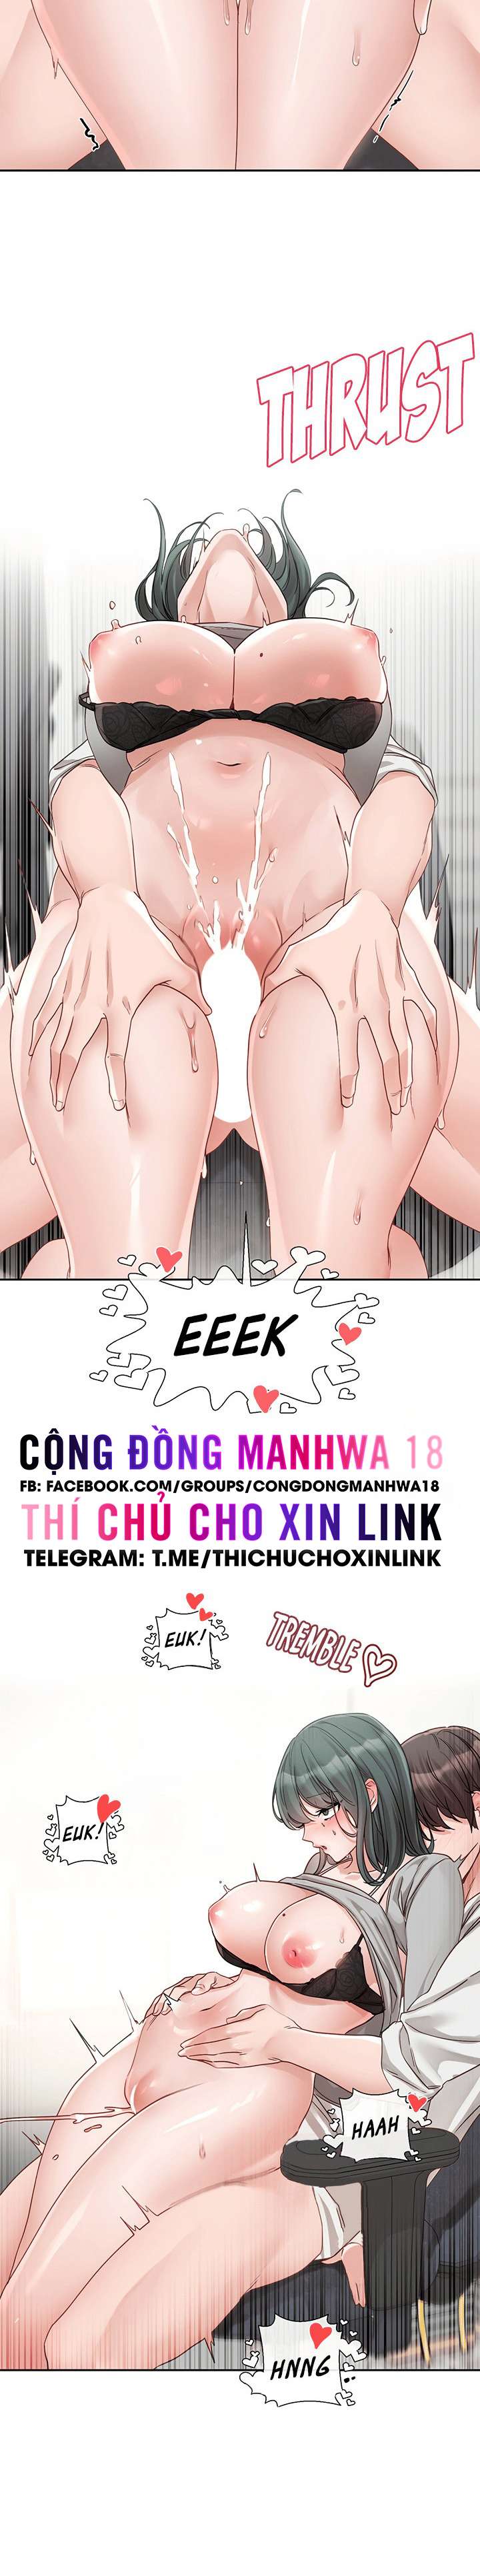 THRUST
EEEK
CỘNG ĐỒNG MANHWA 18
FB: FACEBOOK.COM/GROUPS/CONGDONGMANHWA18
THÍ CHỦ CHO XIN LINK
TELEGRAM: T.ME/THICHUCHOXINLINK
EUK!
TREMBLE
EUK!
HAAH
HNNG